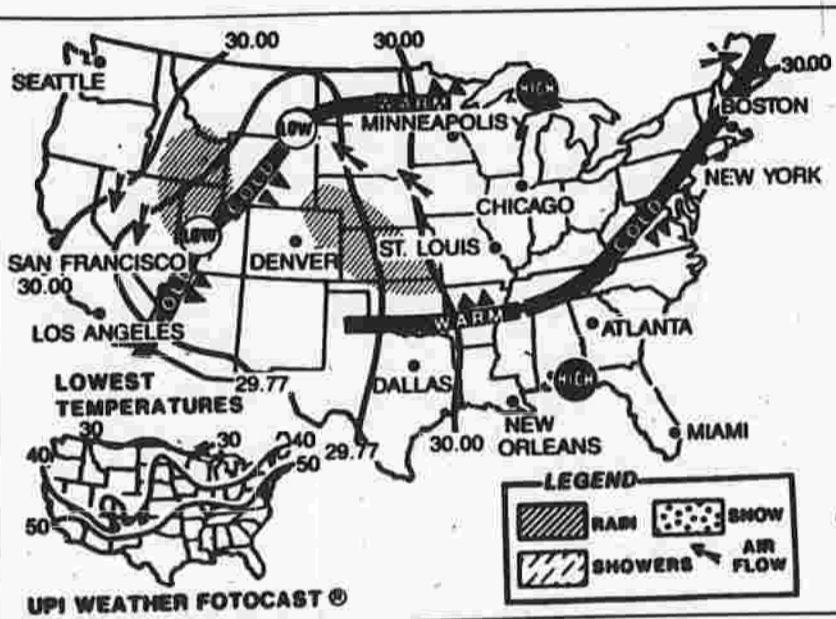 30.00
30.00
SEATTLE
WARM
HIGH
30.00
LOW
MINNEAPOLIS
BOSTON
NEW YORK
COLD
CHICAGO
COLD
LOW
SAN FRANCISCO
DENVER
ST. LOUIS
30.00
LOS ANGELES
WARM
ATLANTA
LOWEST
TEMPERATURES
29.77
DALLAS
HIGH
NEW
ORLEANS
MIAMI
29.77
30.00
30
30
40
40
50
50
LEGEND
RAIN
SNOW
SHOWERS
AIR
FLOW
UPI WEATHER FOTOCAST ®